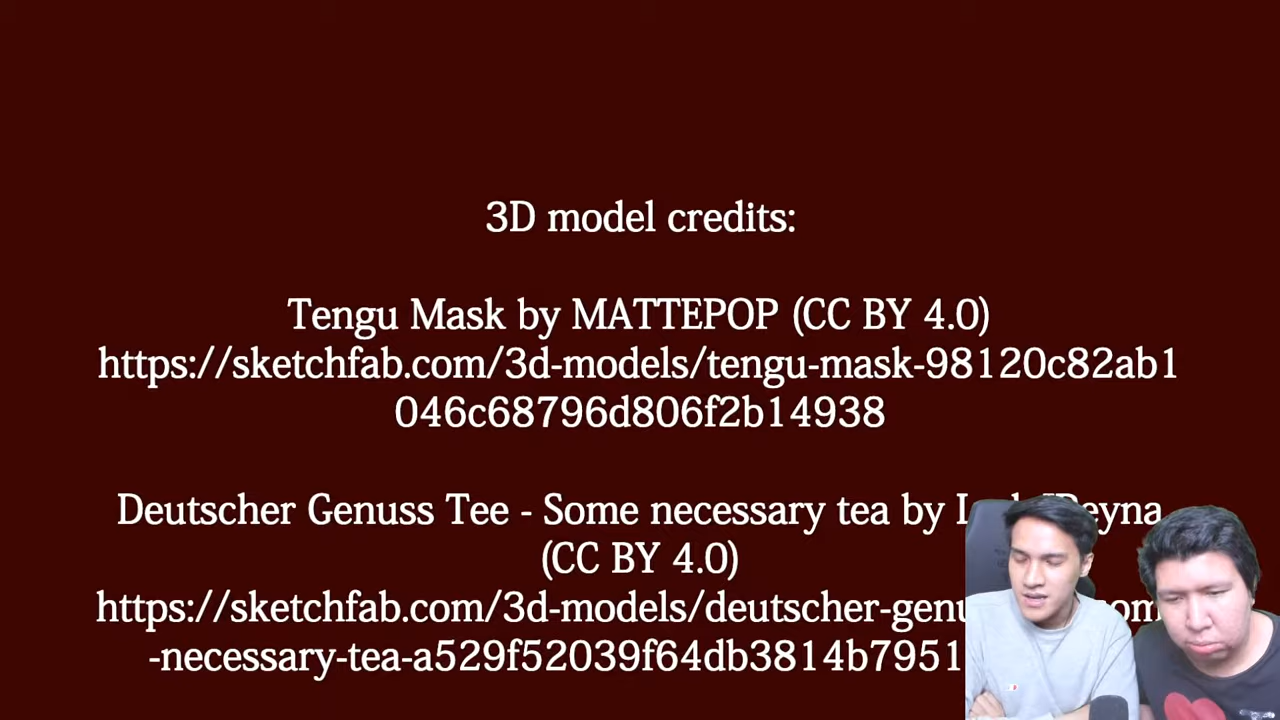 3D model credits:
Tengu Mask by MATTEPOP (CC BY 4.0)
https://sketchfab.com/3d-models/tengu-mask-98120c82ab1
046c68796d806f2b14938
Deutscher Genuss Tee - Some necessary tea by
(CC BY 4.0)
https://sketchfab.com/3d-models/deutscher-genu
-necessary-tea-a529f52039f64db3814b7951